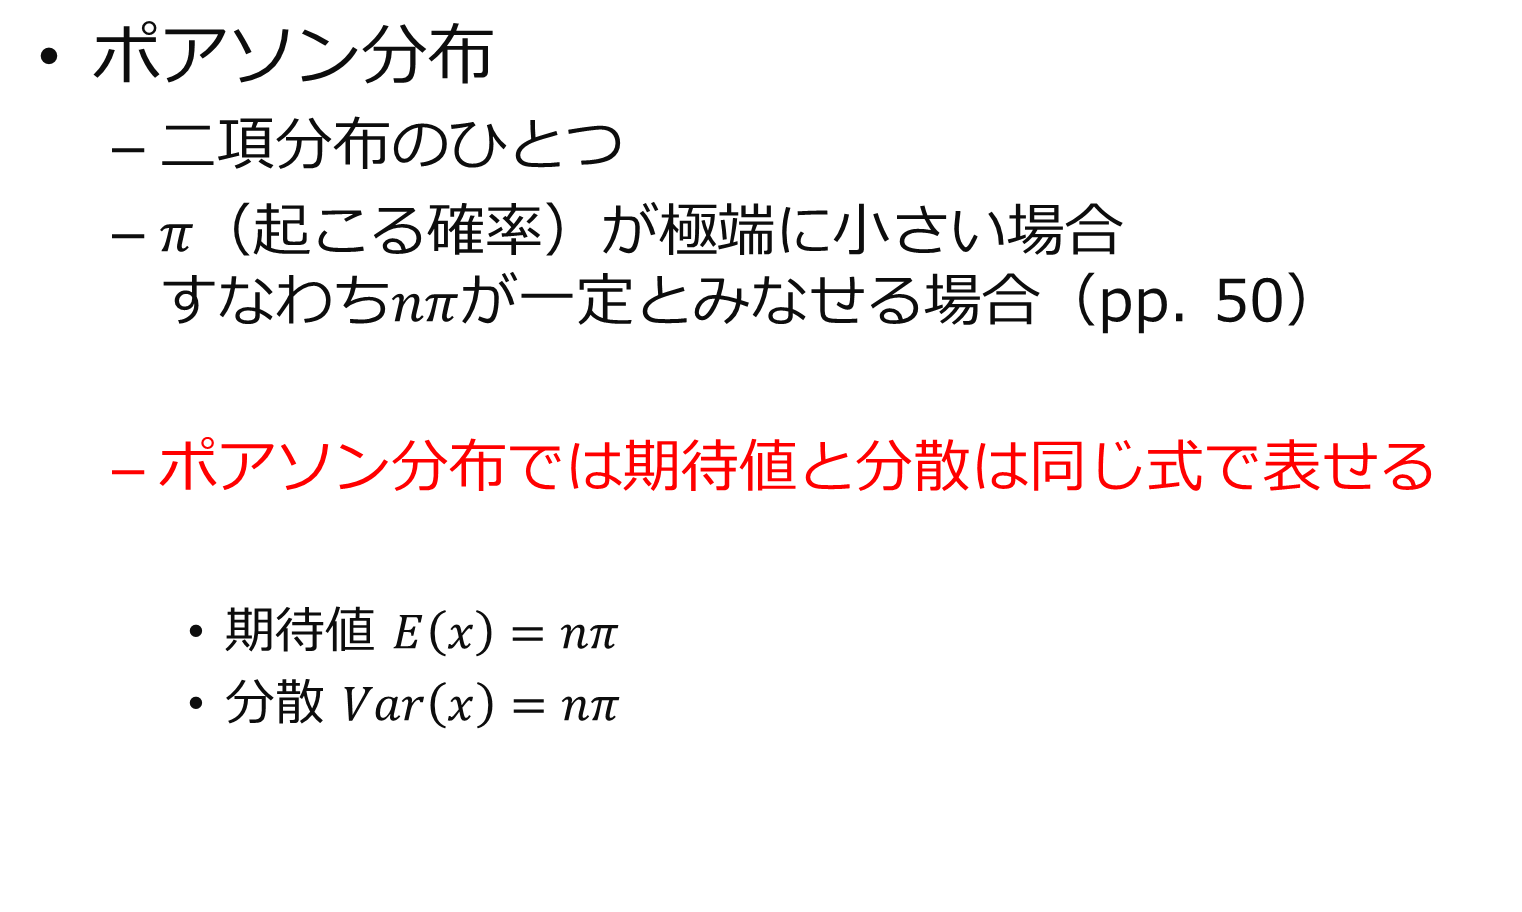 • ポアソン分布
– 二項分布のひとつ
– π（起こる確率）が極端に小さい場合
すなわちnπが一定とみなせる場合（pp. 50）
– ポアソン分布では期待値と分散は同じ式で表せる
• 期待値 E(x) = nπ
• 分散 Var(x) = nπ